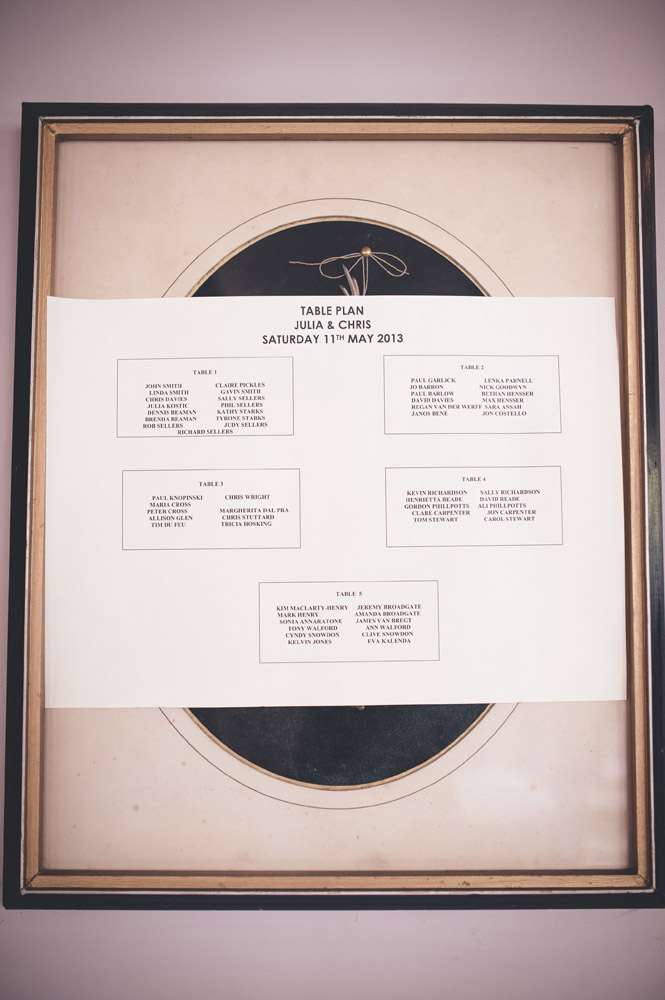 TABLE PLAN
JULIA & CHRIS
SATURDAY 11TH MAY 2013
TABLE 1
JOHN SMITH CLAIRE PICKLES
LINDA SMITH GAVIN SMITH
CHRIS DAVIES SALLY SELLERS
JULIA KOSTIC PHIL SELLERS
DENNIS BEAMAN KATHY STARKS
BRENDA BEAMAN TYRONE STARKS
ROB SELLERS JUDY SELLERS
RICHARD SELLERS
TABLE 2
PAUL GARLICK LENKA PARNELL
JO BARRON NICK GOODWYN
PAUL BARLOW BETHAN HENSSER
DAVID DAVIES MAX HENSSER
REGAN VAN DER WERFF SARA ANSAH
JANOS BENE JON COSTELLO
TABLE 3
PAUL KNOPINSKI CHRIS WRIGHT
MARIA CROSS
PETER CROSS MARGHERITA DAL PRA
ALLISON GLEN CHRIS STUTTARD
TIM DU FEU TRICIA HOSKING
TABLE 4
KEVIN RICHARDSON SALLY RICHARDSON
HENRIETTA READE DAVID READE
GORDON PHILLPOTTS ALI PHILLPOTTS
CLARE CARPENTER JON CARPENTER
TOM STEWART CAROL STEWART
TABLE 5
KIM MACLARTY-HENRY JEREMY BROADGATE
MARK HENRY AMANDA BROADGATE
SONIA ANNARATONE JAMES VAN BREGT
TONY WALFORD ANN WALFORD
CYNDY SNOWDON CLIVE SNOWDON
KELVIN JONES EVA KALENDA